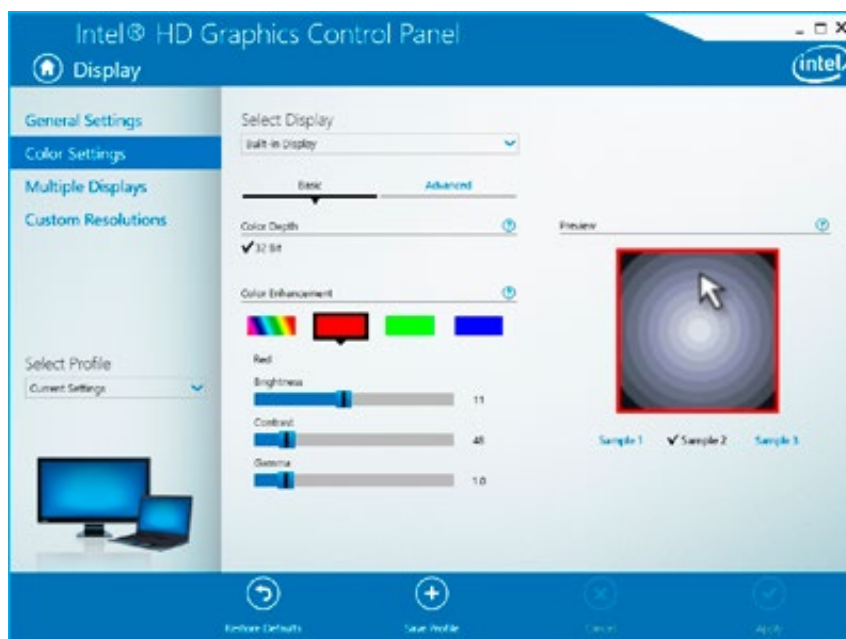 Intel® HD Graphics Control Panel
Display
intel
General Settings
Color Settings
Multiple Displays
Custom Resolutions
Select Profile
Current Settings
Select Display
Built-in Display
Basic
Advanced
Color Depth
?
32 Bit
Color Enhancement
?
Red
Brightness
11
Contrast
48
Gamma
1.0
Preview
?
Sample 1
Sample 2
Sample 3
Restore Defaults
Save Profile
Cancel
Apply